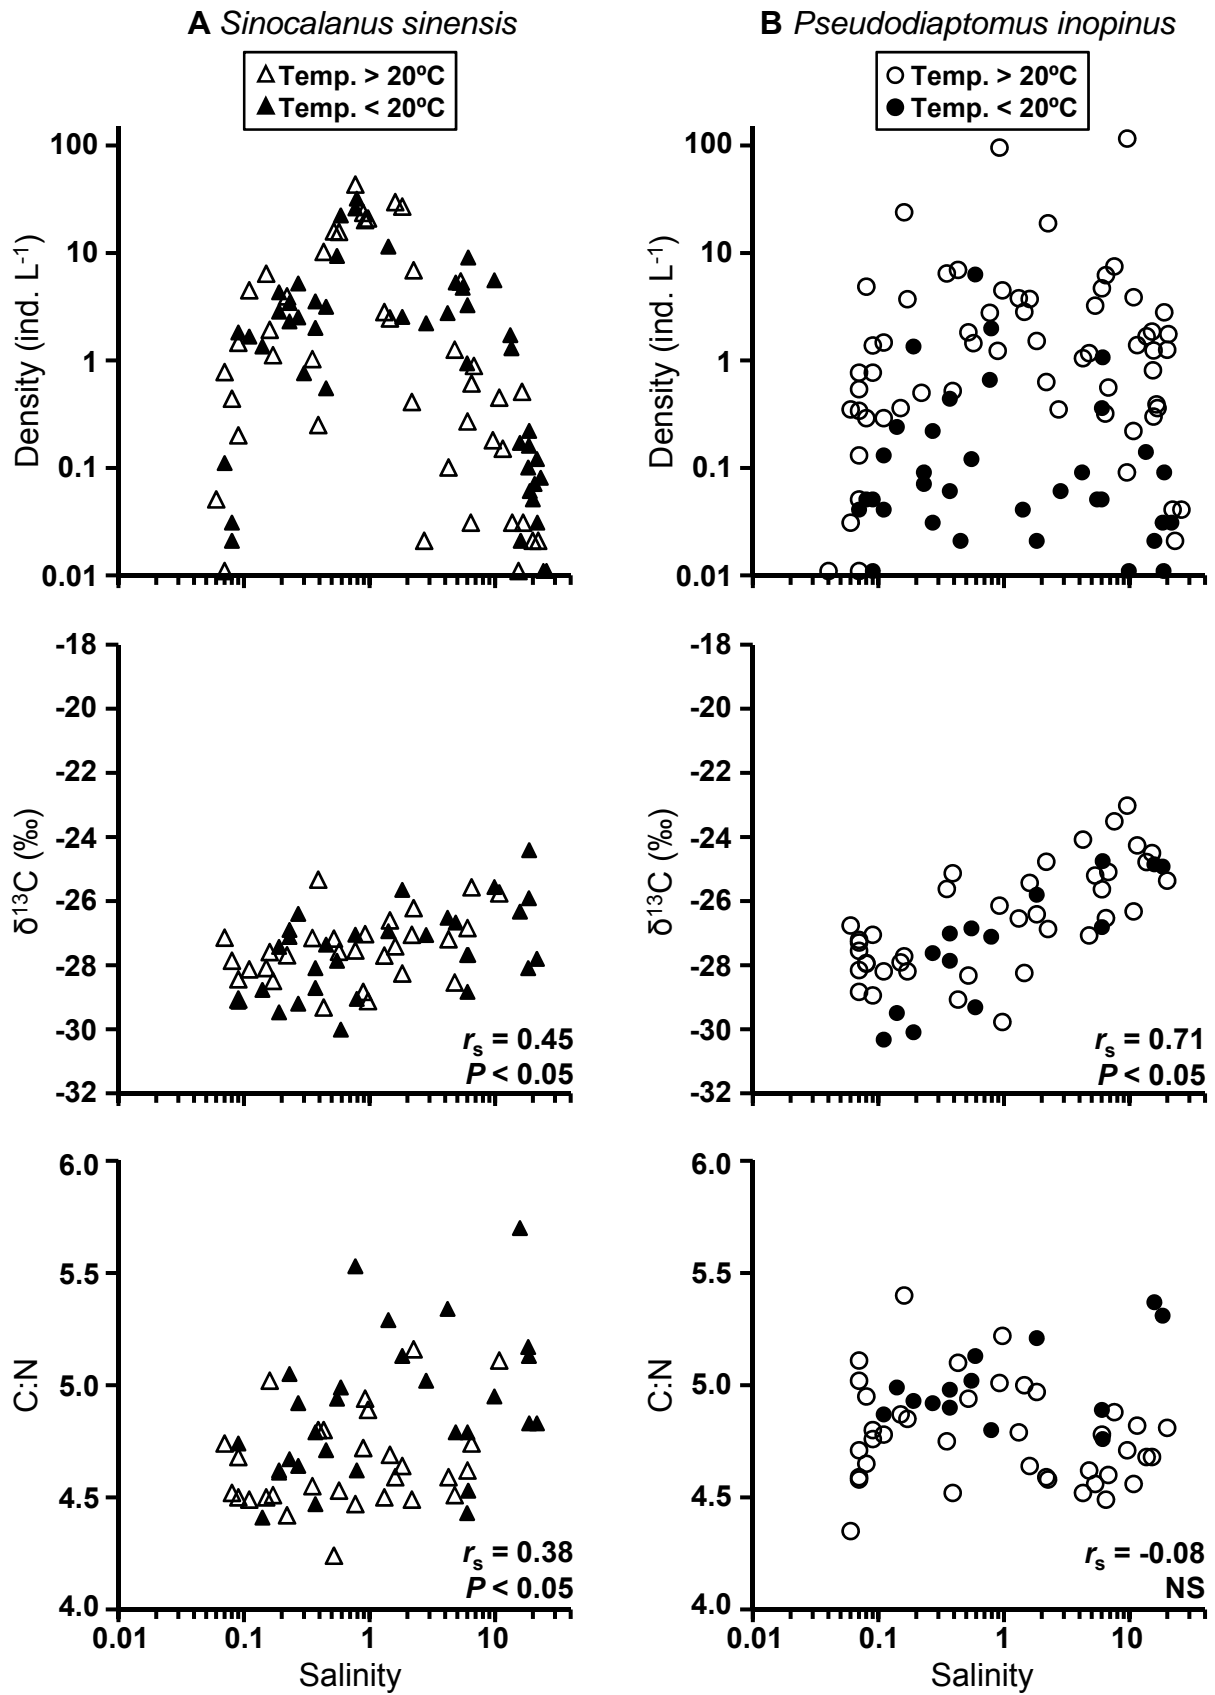 A Sinocalanus sinensis
Temp. > 20ºC
Temp. < 20ºC
B Pseudodiaptomus inopinus
Temp. > 20ºC
Temp. < 20ºC
Density (ind. L-1)
100
10
1
0.1
0.01
Density (ind. L-1)
100
10
1
0.1
0.01
δ13C (‰)
-18
-20
-22
-24
-26
-28
-30
-32
rs = 0.45
P < 0.05
δ13C (‰)
-18
-20
-22
-24
-26
-28
-30
-32
rs = 0.71
P < 0.05
C:N
6.0
5.5
5.0
4.5
4.0
rs = 0.38
P < 0.05
0.01 0.1 1 10
Salinity
C:N
6.0
5.5
5.0
4.5
4.0
rs = -0.08
NS
0.01 0.1 1 10
Salinity